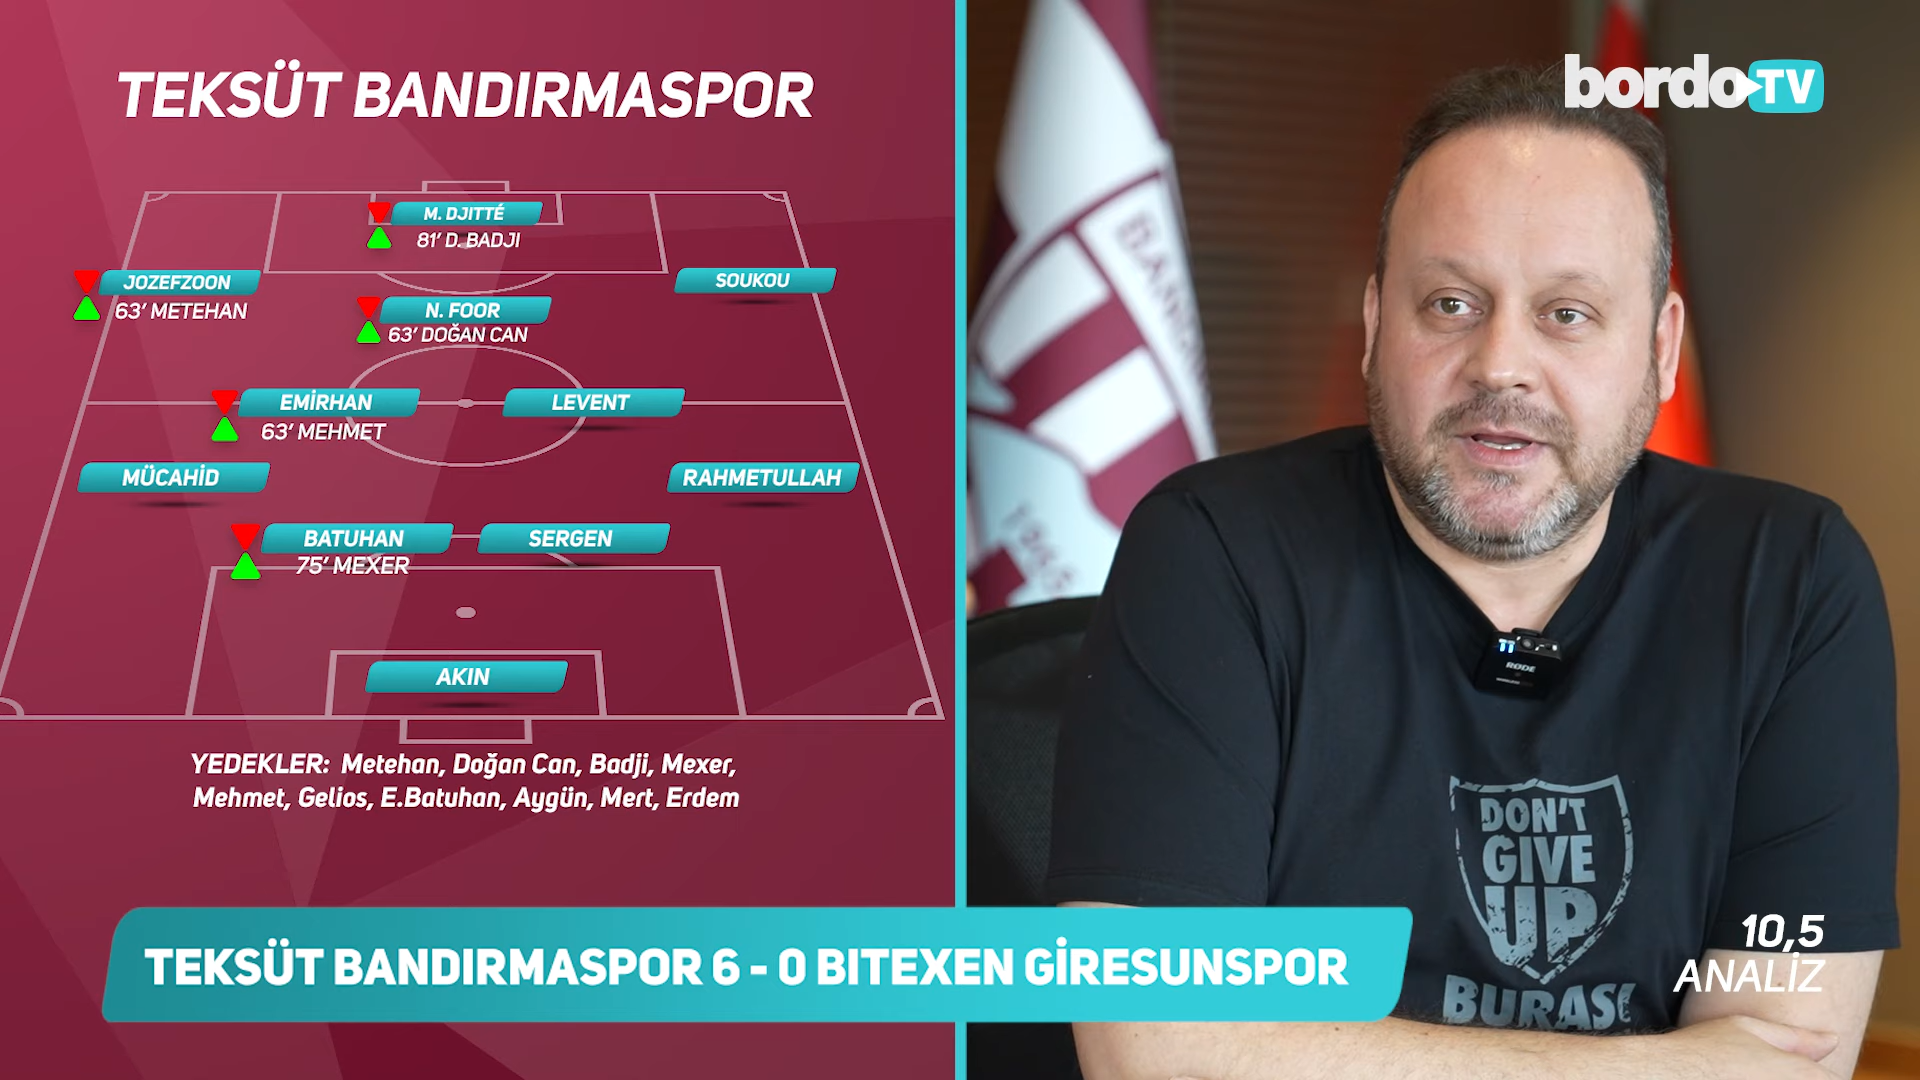 TEKSÜT BANDIRMASPOR
M. DJITTÉ
81' D. BADJI
JOZEFZOON
63' METEHAN
SOUKOU
N. FOOR
63' DOĞAN CAN
EMİRHAN
63' MEHMET
LEVENT
MÜCAHİD
RAHMETULLAH
BATUHAN
75' MEXER
SERGEN
AKIN
YEDEKLER: Metehan, Doğan Can, Badji, Mexer,
Mehmet, Gelios, E.Batuhan, Aygün, Mert, Erdem
TEKSÜT BANDIRMASPOR 6 - 0 BITEXEN GİRESUNSPOR
bordoTV
RØDE
DON'T
GIVE
UP
10,5
ANALİZ